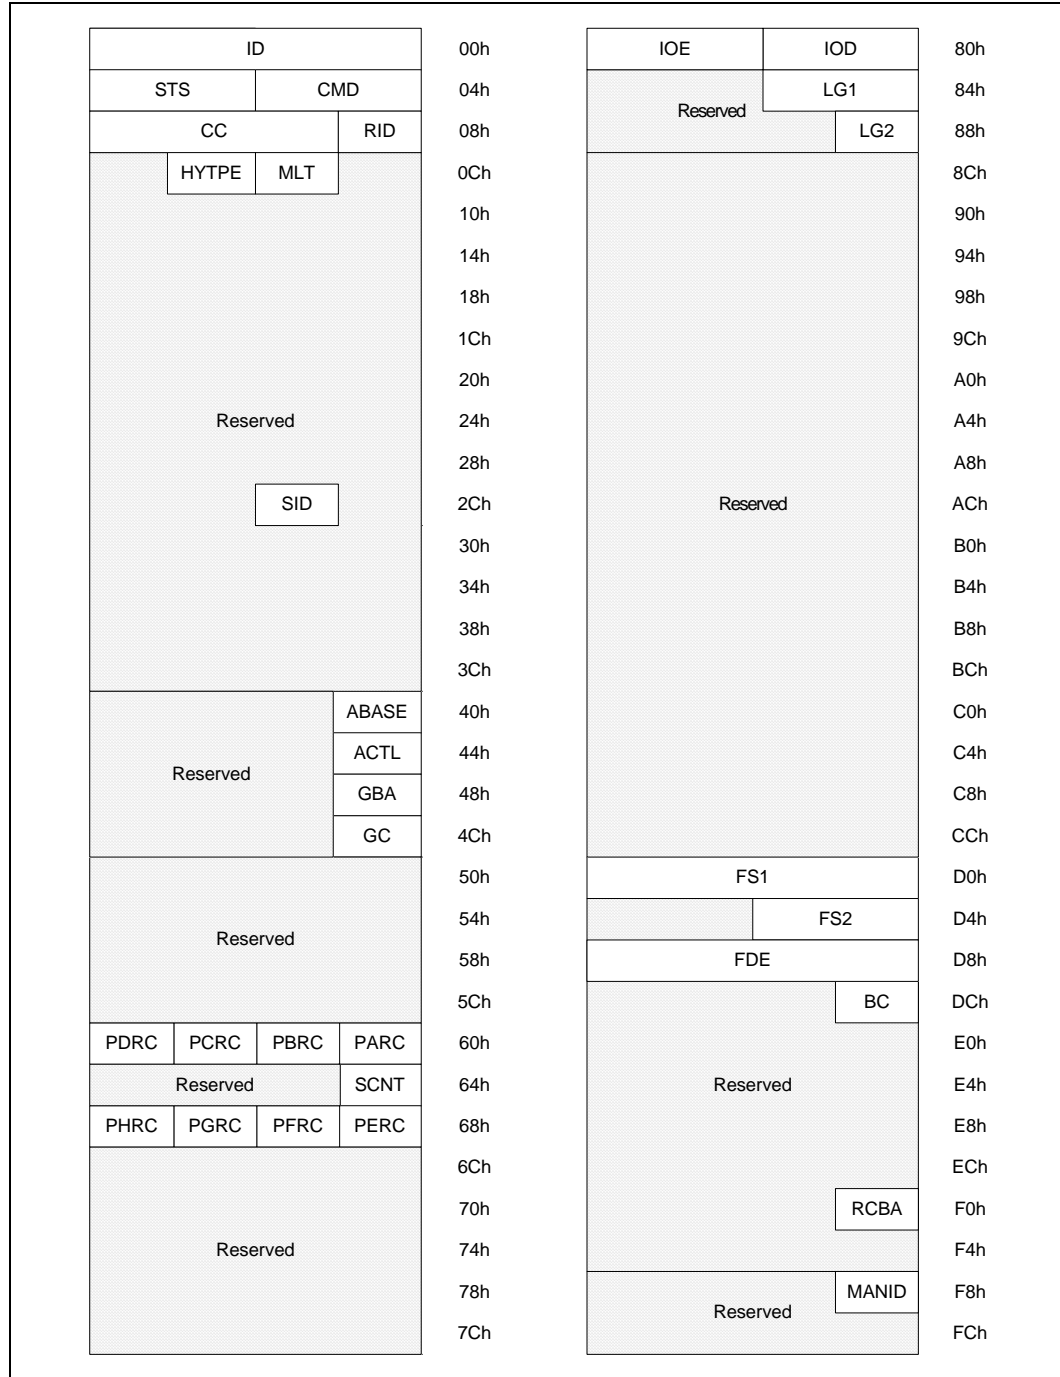 ID 00h
STS CMD 04h
CC RID 08h
HYTPE MLT 0Ch
10h
14h
18h
1Ch
20h
Reserved 24h
28h
SID 2Ch
30h
34h
38h
3Ch
ABASE 40h
ACTL 44h
Reserved
GBA 48h
GC 4Ch
50h
54h
Reserved
58h
5Ch
PDRC PCRC PBRC PARC 60h
Reserved SCNT 64h
PHRC PGRC PFRC PERC 68h
6Ch
70h
Reserved 74h
78h
7Ch
IOE IOD 80h
LG1 84h
Reserved
LG2 88h
8Ch
90h
94h
98h
9Ch
A0h
A4h
A8h
Reserved ACh
B0h
B4h
B8h
BCh
C0h
C4h
C8h
CCh
FS1 D0h
FS2 D4h
FDE D8h
BC DCh
E0h
Reserved E4h
E8h
ECh
RCBA F0h
F4h
MANID F8h
Reserved
FCh